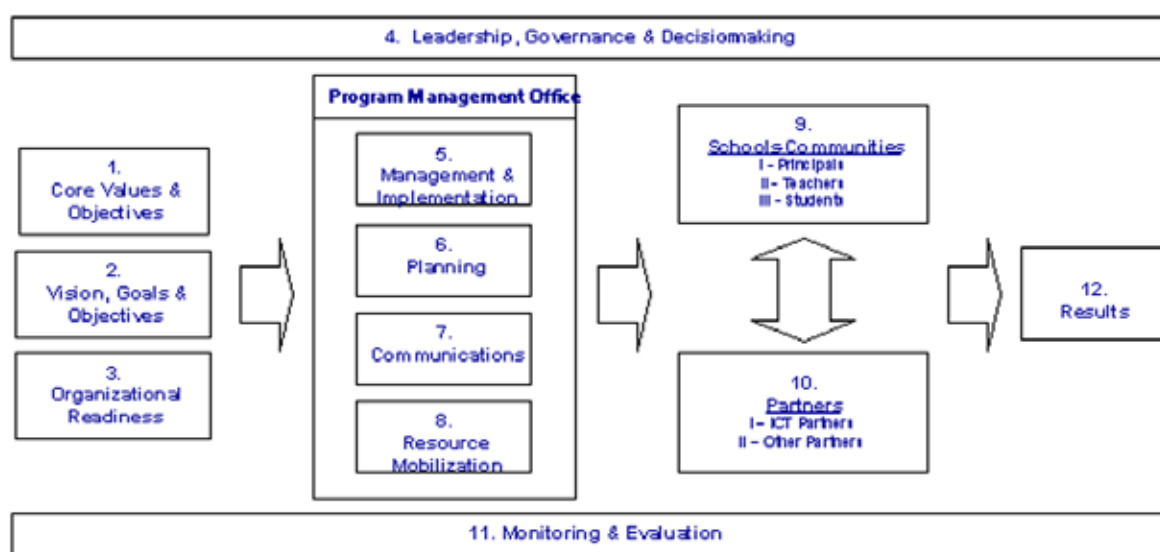 4. Leadership, Governance & Decisiomaking
Program Management Office
1.
Core Values &
Objectives
2.
Vision, Goals &
Objectives
3.
Organizational
Readiness
5.
Management &
Implementation
6.
Planning
7.
Communications
8.
Resource
Mobilization
9.
Schools-Communities
I - Principals
II - Teachers
III - Students
10.
Partners
I - ICT Partners
II - Other Partners
12.
Results
11. Monitoring & Evaluation